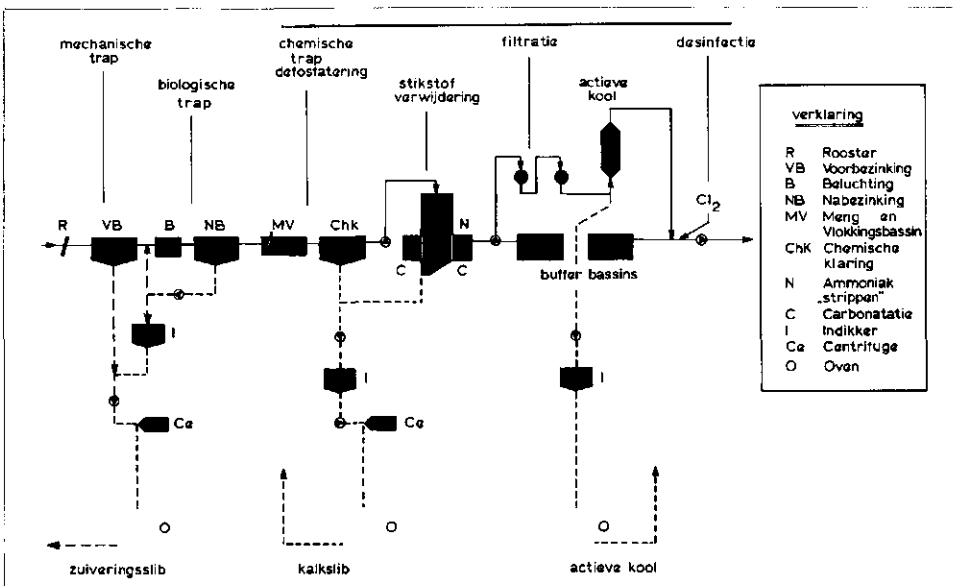 mechanische
trap
biologische
trap
chemische
trap
defosfatering
stikstof
verwijdering
filtratie
actieve
kool
desinfectie
R
VB
B
NB
MV
Chk
N
C
C
Cl2
buffer bassins
I
I
I
Ce
Ce
O
O
O
zuiveringsslib
kalkslib
actieve kool
verklaring
R Rooster
VB Voorbezinking
B Beluchting
NB Nabezinking
MV Meng en
Vlokkingsbassin
ChK Chemische
klaring
N Ammoniak
„strippen"
C Carbonatatie
I Indikker
Ce Centrifuge
O Oven